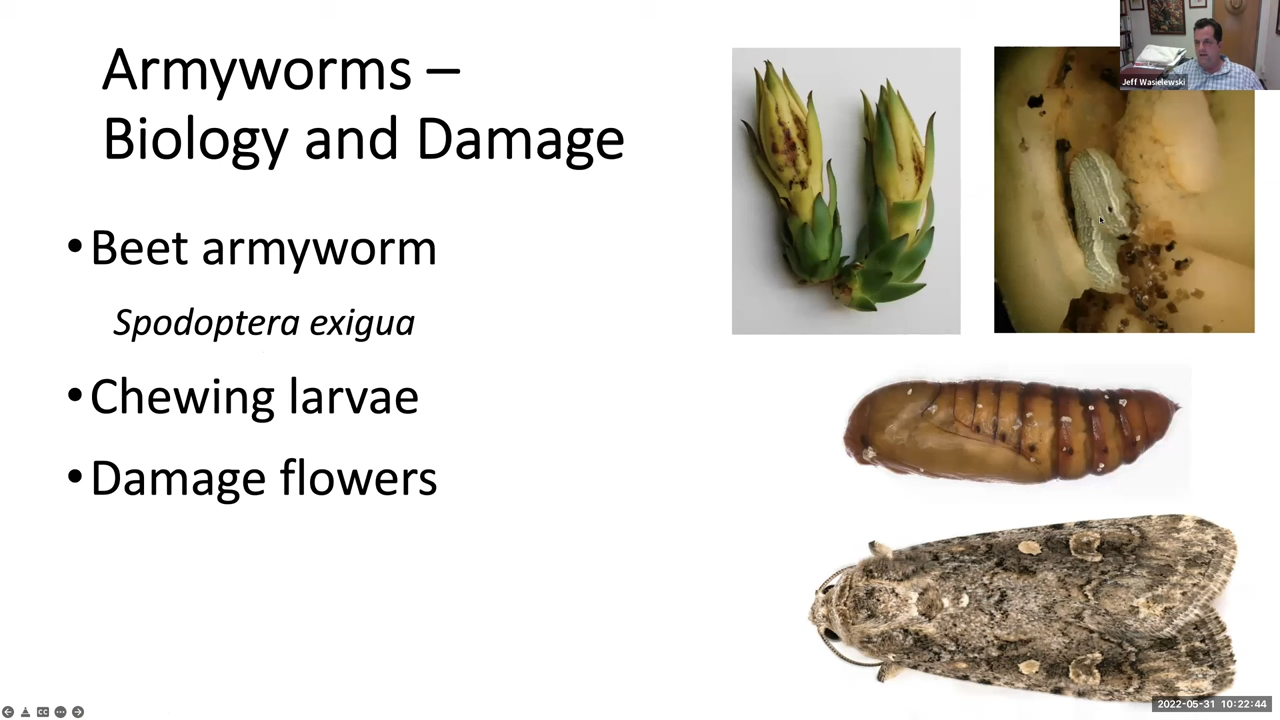 Armyworms –
Biology and Damage
•Beet armyworm
Spodoptera exigua
•Chewing larvae
•Damage flowers
Jeff Wasielewski
CC
2022-05-31 10:22:44